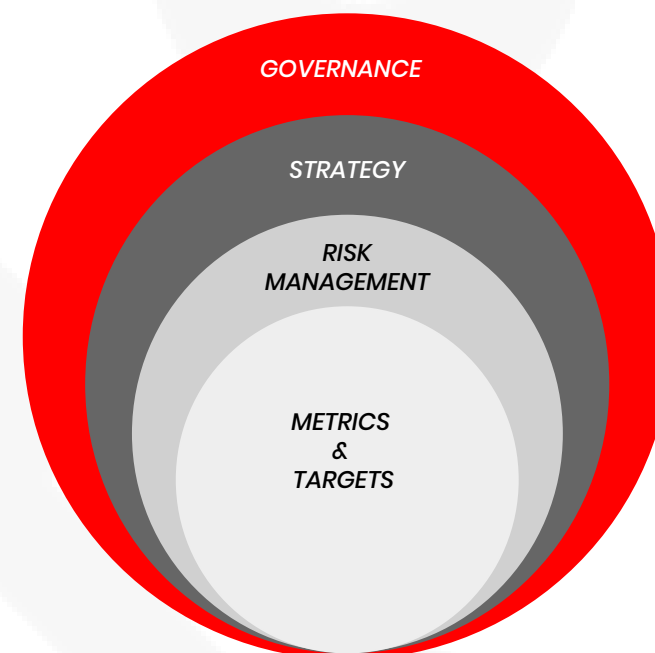 GOVERNANCE
STRATEGY
RISK
MANAGEMENT
METRICS
&
TARGETS